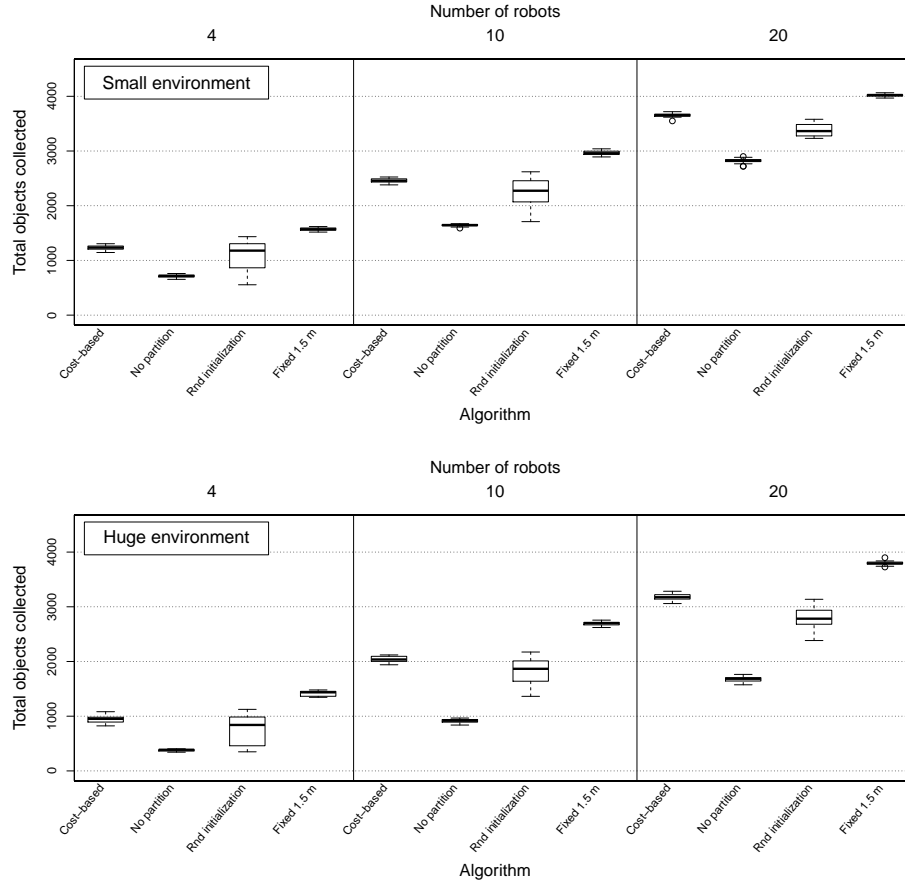 Number of robots
4 10 20
Small environment
Total objects collected
4000
3000
2000
1000
0
Cost−based No partition Rnd initialization Fixed 1.5 m Cost−based No partition Rnd initialization Fixed 1.5 m Cost−based No partition Rnd initialization Fixed 1.5 m
Algorithm
Number of robots
4 10 20
Huge environment
Total objects collected
4000
3000
2000
1000
0
Cost−based No partition Rnd initialization Fixed 1.5 m Cost−based No partition Rnd initialization Fixed 1.5 m Cost−based No partition Rnd initialization Fixed 1.5 m
Algorithm